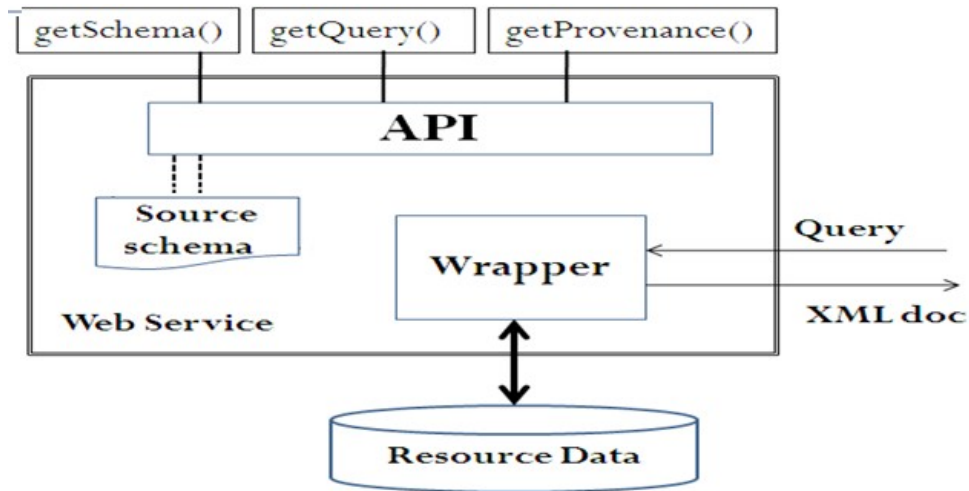 getSchema()
getQuery()
getProvenance()
API
Source
schema
Wrapper
Query
XML doc
Web Service
Resource Data